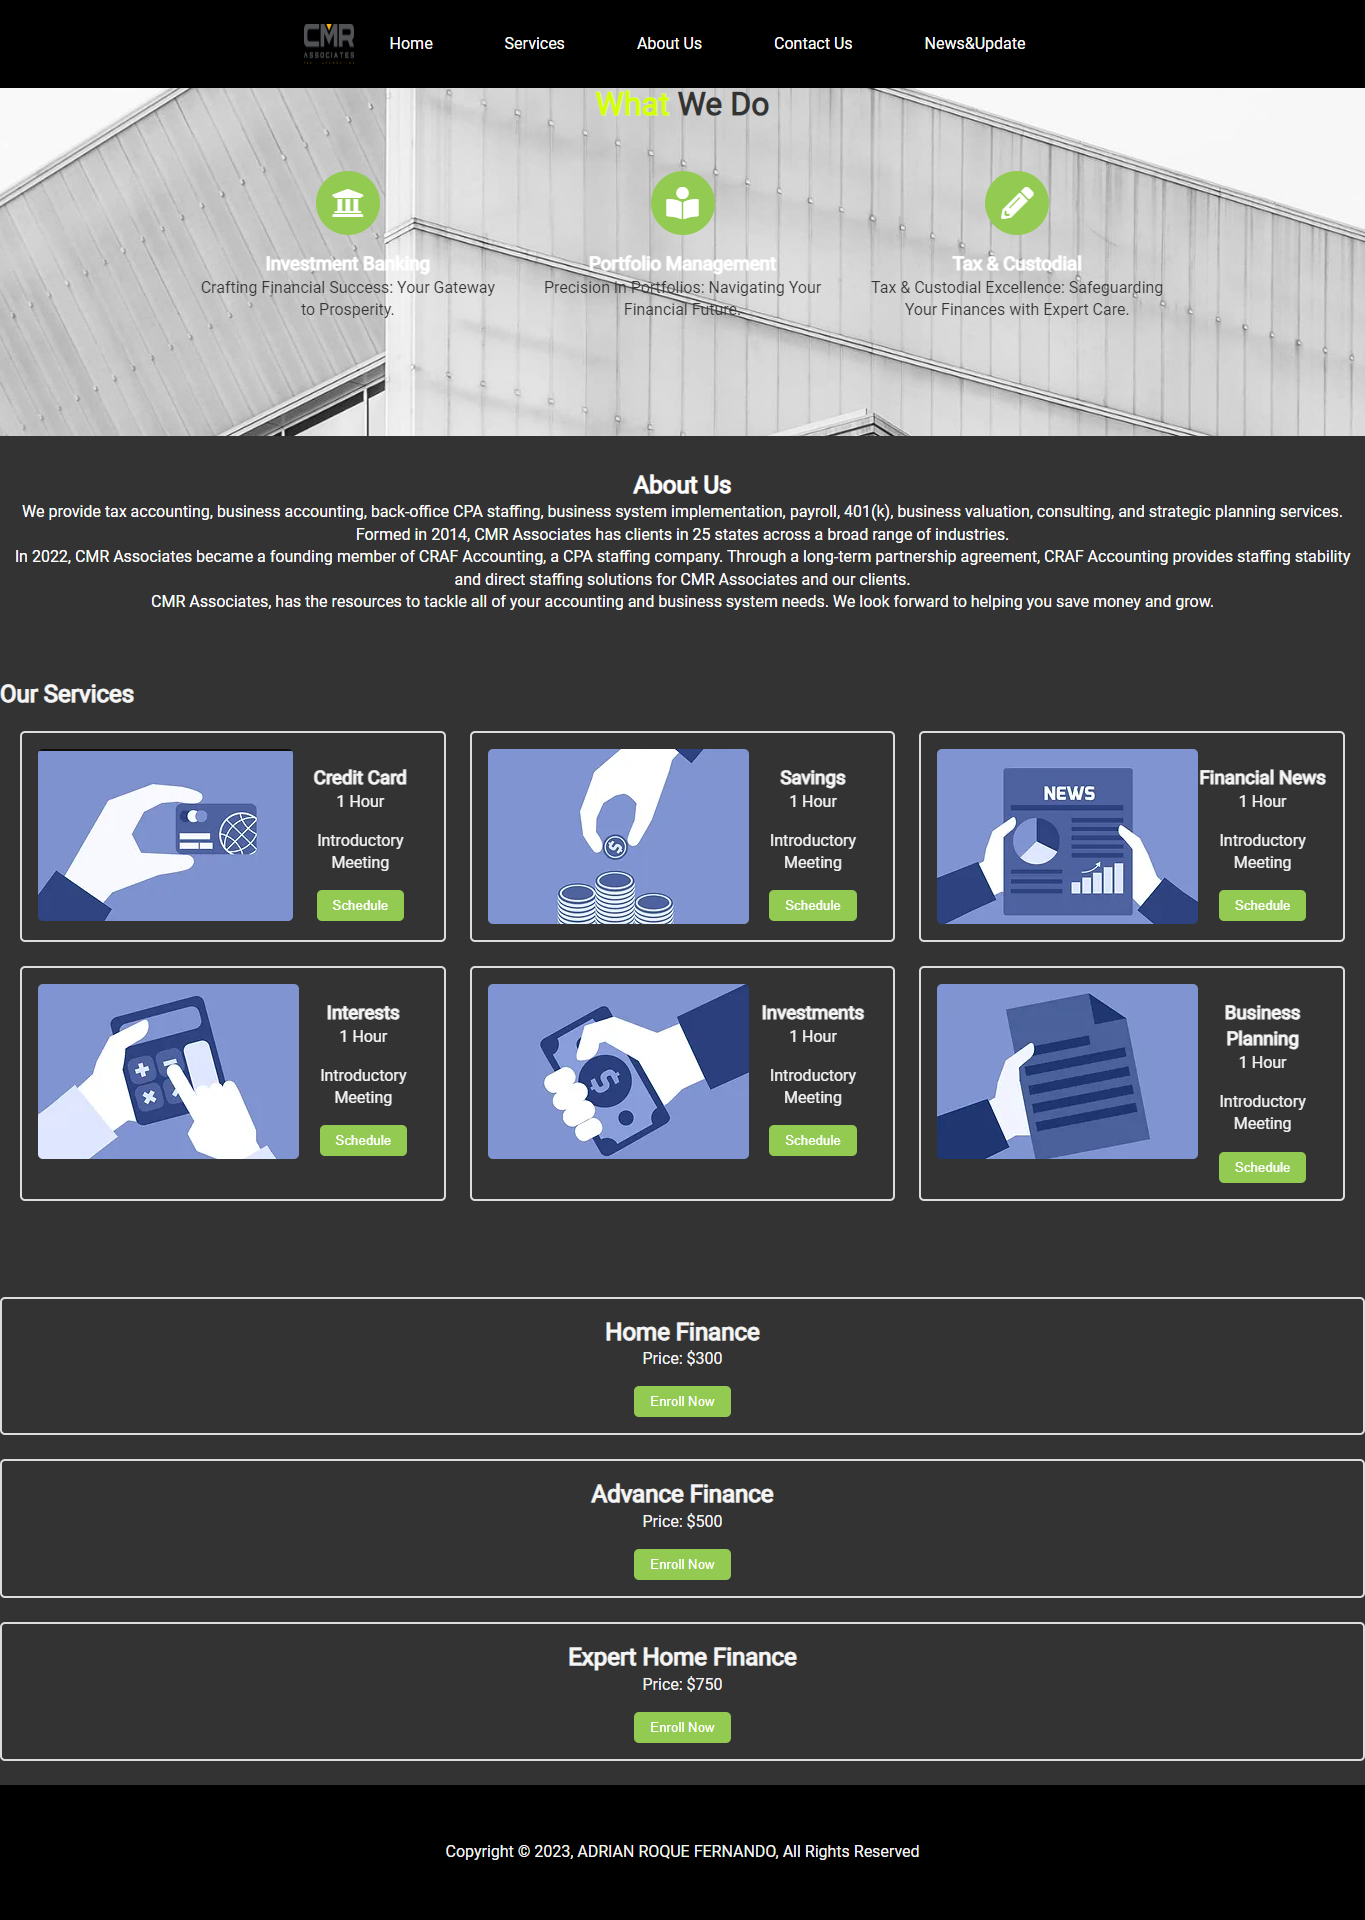 CMR
ASSOCIATES
Home
Services
About Us
Contact Us
News&Update
What We Do
Investment Banking
Crafting Financial Success: Your Gateway
to Prosperity.
Portfolio Management
Precision in Portfolios: Navigating Your
Financial Future.
Tax & Custodial
Tax & Custodial Excellence: Safeguarding
Your Finances with Expert Care.
About Us
We provide tax accounting, business accounting, back-office CPA staffing, business system implementation, payroll, 401(k), business valuation, consulting, and strategic planning services.
Formed in 2014, CMR Associates has clients in 25 states across a broad range of industries.
In 2022, CMR Associates became a founding member of CRAF Accounting, a CPA staffing company. Through a long-term partnership agreement, CRAF Accounting provides staffing stability
and direct staffing solutions for CMR Associates and our clients.
CMR Associates, has the resources to tackle all of your accounting and business system needs. We look forward to helping you save money and grow.
Our Services
Credit Card
1 Hour
Introductory
Meeting
Schedule
$
Savings
1 Hour
Introductory
Meeting
Schedule
NEWS
Financial News
1 Hour
Introductory
Meeting
Schedule
Interests
1 Hour
Introductory
Meeting
Schedule
$
Investments
1 Hour
Introductory
Meeting
Schedule
Business
Planning
1 Hour
Introductory
Meeting
Schedule
Home Finance
Price: $300
Enroll Now
Advance Finance
Price: $500
Enroll Now
Expert Home Finance
Price: $750
Enroll Now
Copyright © 2023, ADRIAN ROQUE FERNANDO, All Rights Reserved